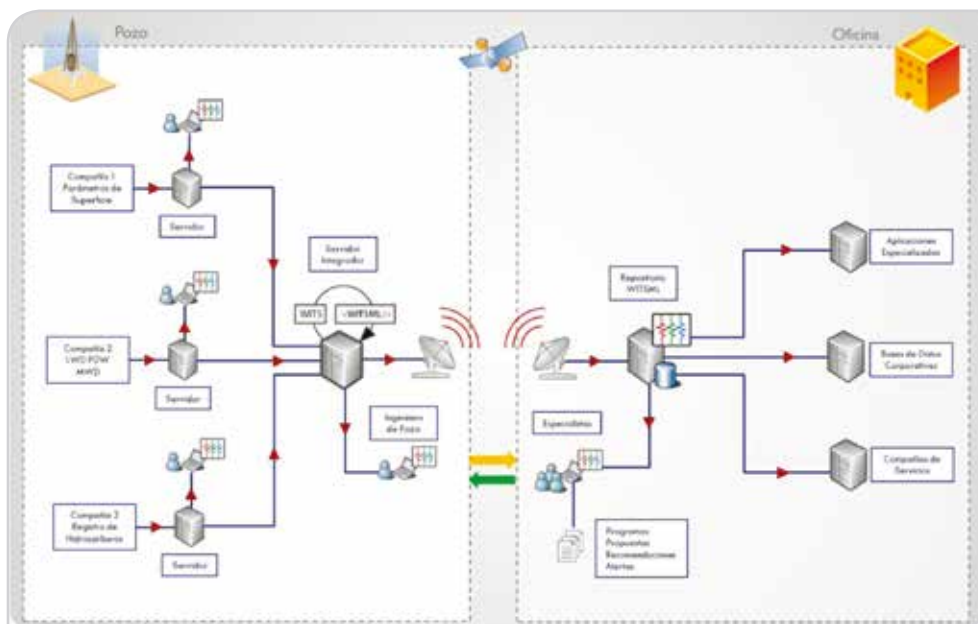 Pozo
Oficina
Compañía 1
Parámetros de
Superficie
Servidor
Servidor
Integrador
WITS
<WITSML/>
Compañía 2
LWD PDW
MWD
Servidor
Ingeniero
de Pozo
Compañía 3
Registro de
Hidrocarburos
Servidor
Repositorio
WITSML
Especialistas
Programas
Propuestas
Recomendaciones
Alertas
Aplicaciones
Especializadas
Bases de Datos
Corporativas
Compañías de
Servicios